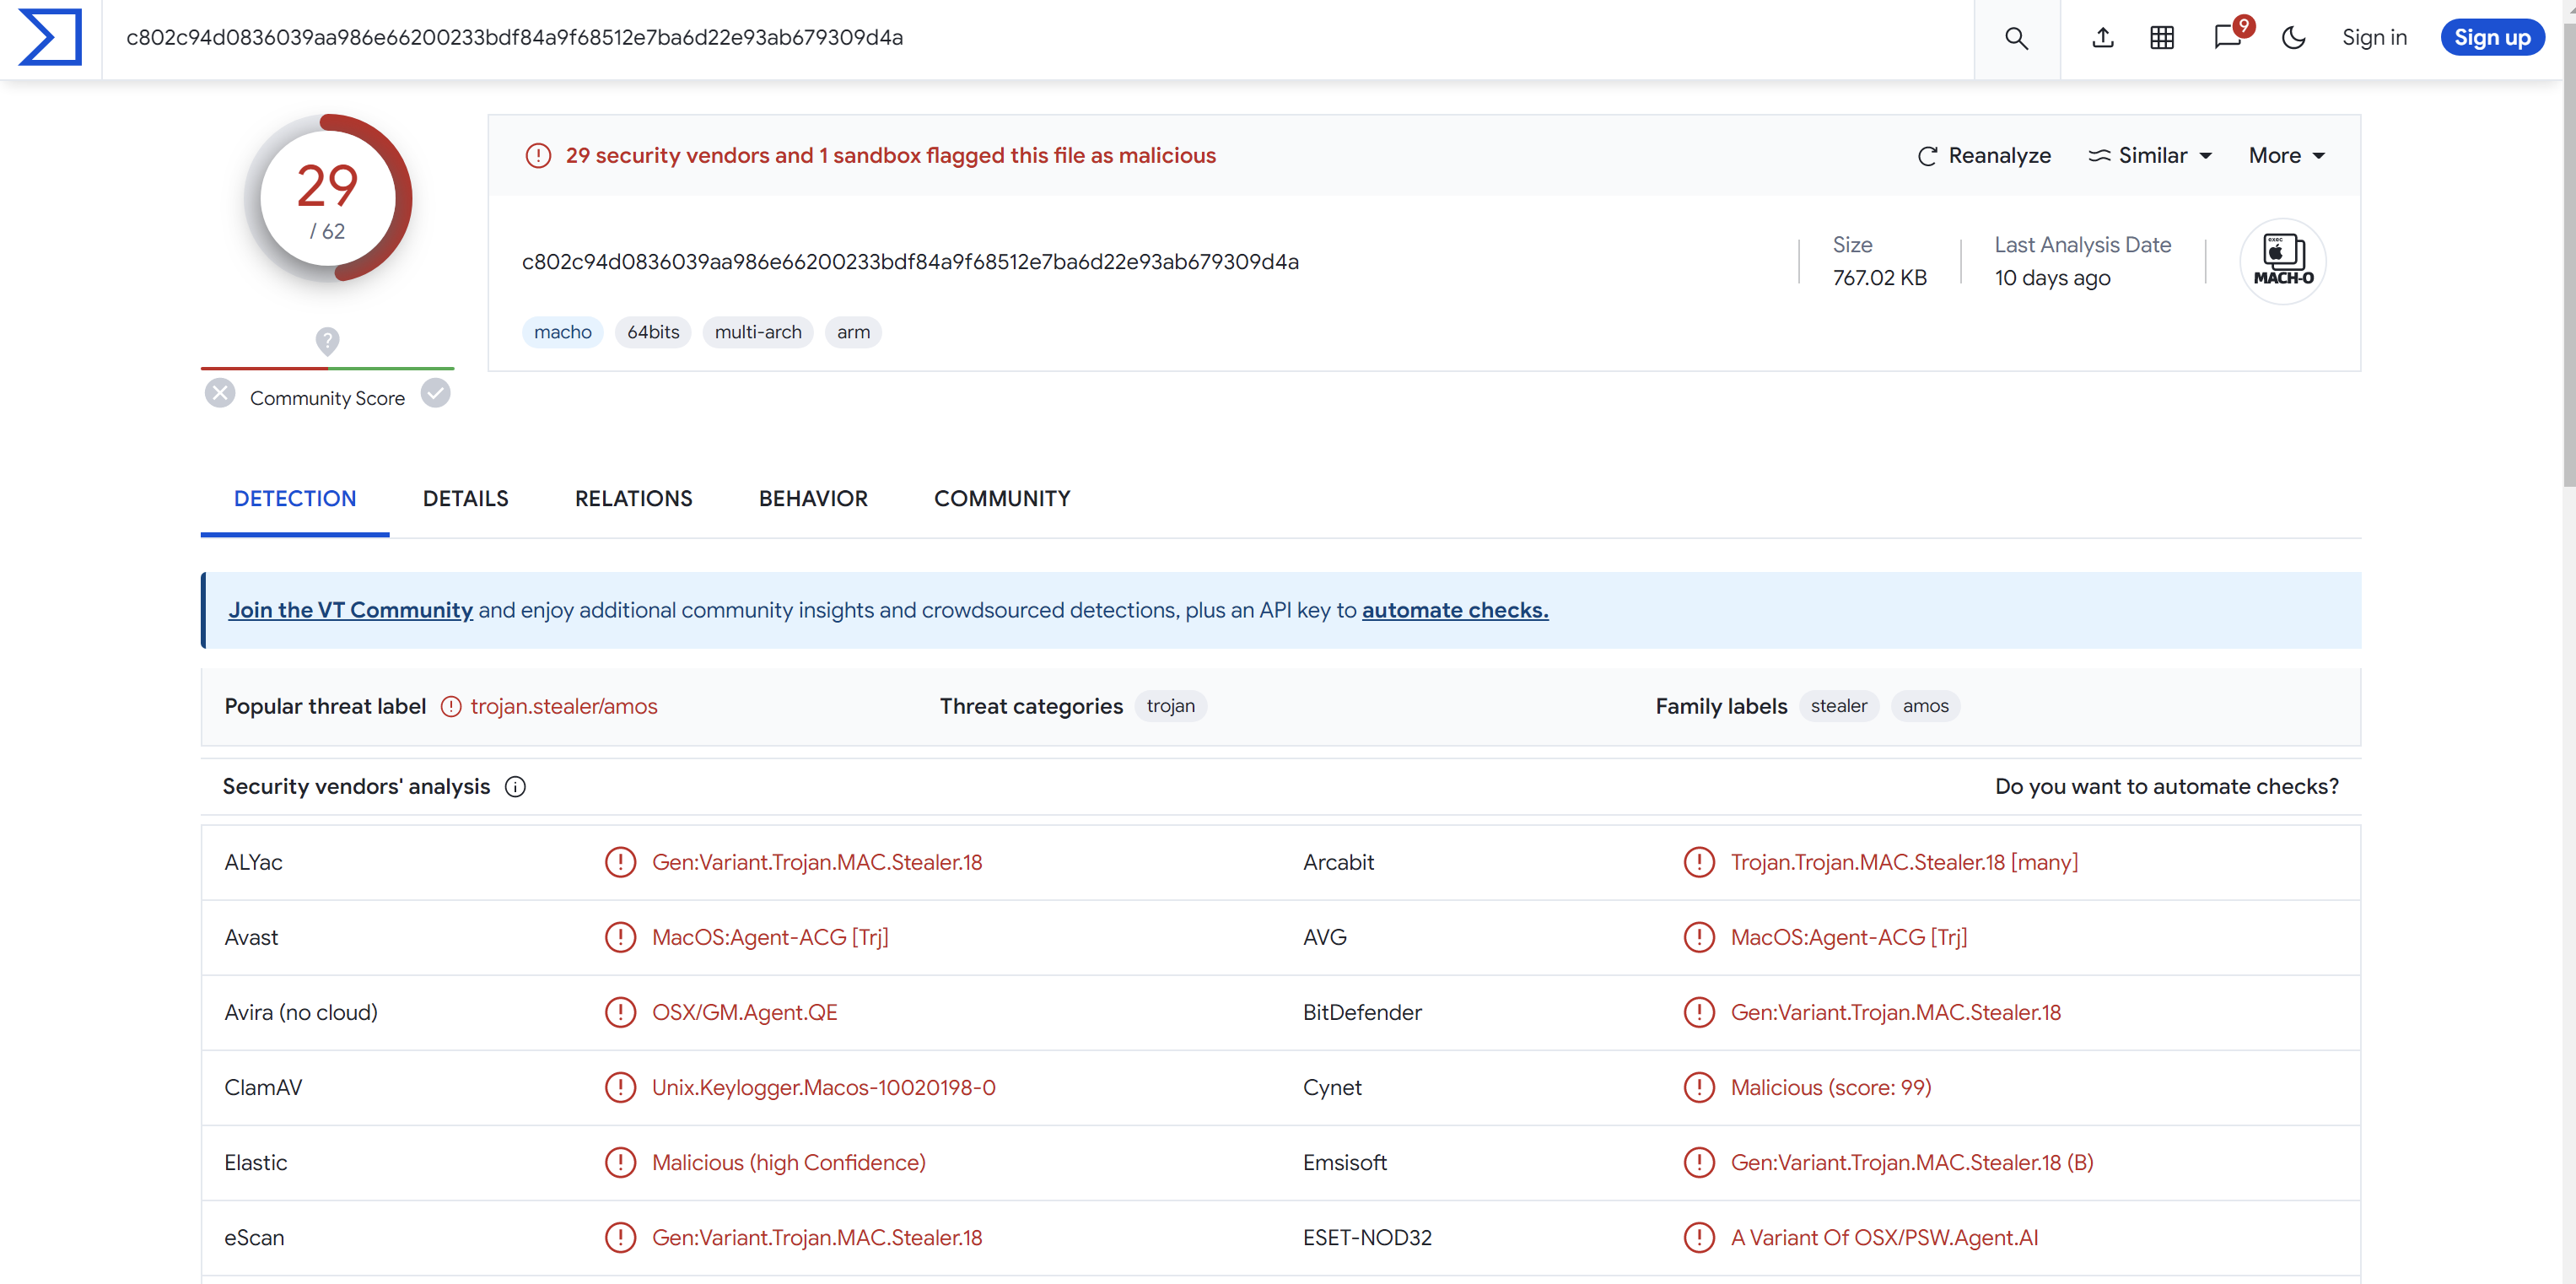 c802c94d0836039aa986e66200233bdf84a9f68512e7ba6d22e93ab679309d4a
9
Sign in
Sign up
29
/ 62
Community Score
29 security vendors and 1 sandbox flagged this file as malicious
Reanalyze
Similar
More
c802c94d0836039aa986e66200233bdf84a9f68512e7ba6d22e93ab679309d4a
Size
767.02 KB
Last Analysis Date
10 days ago
exec
MACH-O
macho
64bits
multi-arch
arm
DETECTION
DETAILS
RELATIONS
BEHAVIOR
COMMUNITY
Join the VT Community and enjoy additional community insights and crowdsourced detections, plus an API key to automate checks.
Popular threat label trojan.stealer/amos
Threat categories trojan
Family labels stealer amos
Security vendors' analysis
Do you want to automate checks?
ALYac Gen:Variant.Trojan.MAC.Stealer.18
Arcabit Trojan.Trojan.MAC.Stealer.18 [many]
Avast MacOS:Agent-ACG [Trj]
AVG MacOS:Agent-ACG [Trj]
Avira (no cloud) OSX/GM.Agent.QE
BitDefender Gen:Variant.Trojan.MAC.Stealer.18
ClamAV Unix.Keylogger.Macos-10020198-0
Cynet Malicious (score: 99)
Elastic Malicious (high Confidence)
Emsisoft Gen:Variant.Trojan.MAC.Stealer.18 (B)
eScan Gen:Variant.Trojan.MAC.Stealer.18
ESET-NOD32 A Variant Of OSX/PSW.Agent.AI